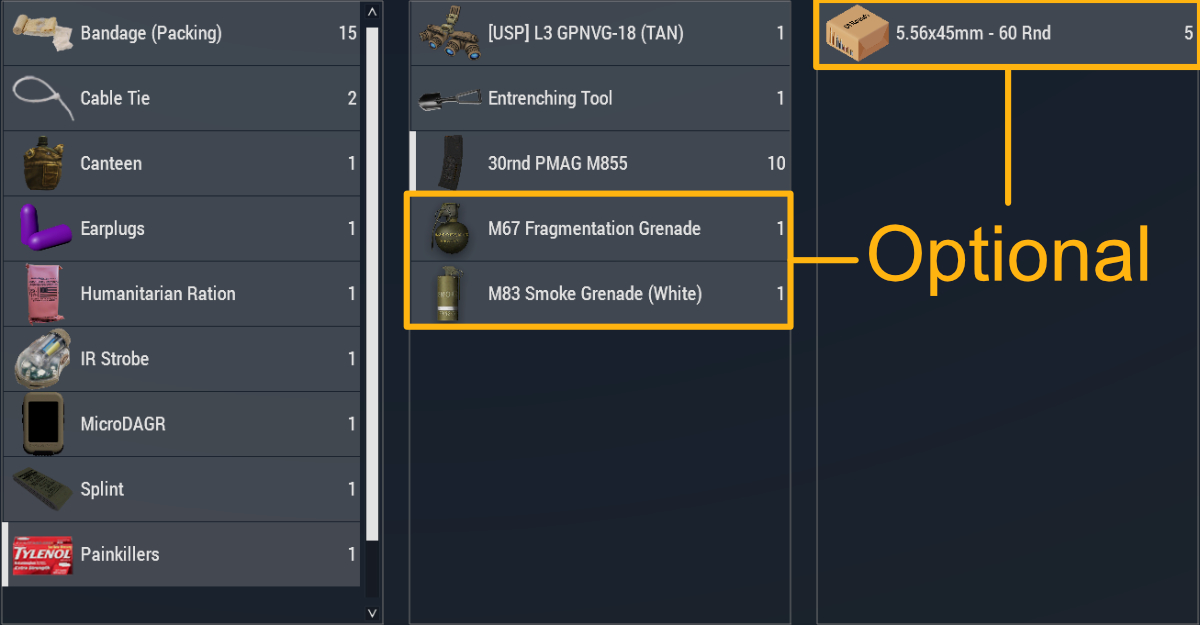 Bandage (Packing) 15
Cable Tie 2
Canteen 1
Earplugs 1
Humanitarian Ration 1
IR Strobe 1
MicroDAGR 1
Splint 1
TYLENOL
Painkillers 1
[USP] L3 GPNVG-18 (TAN) 1
Entrenching Tool 1
30rnd PMAG M855 10
M67 Fragmentation Grenade 1
M83 Smoke Grenade (White) 1
5.56x45mm - 60 Rnd 5
Optional